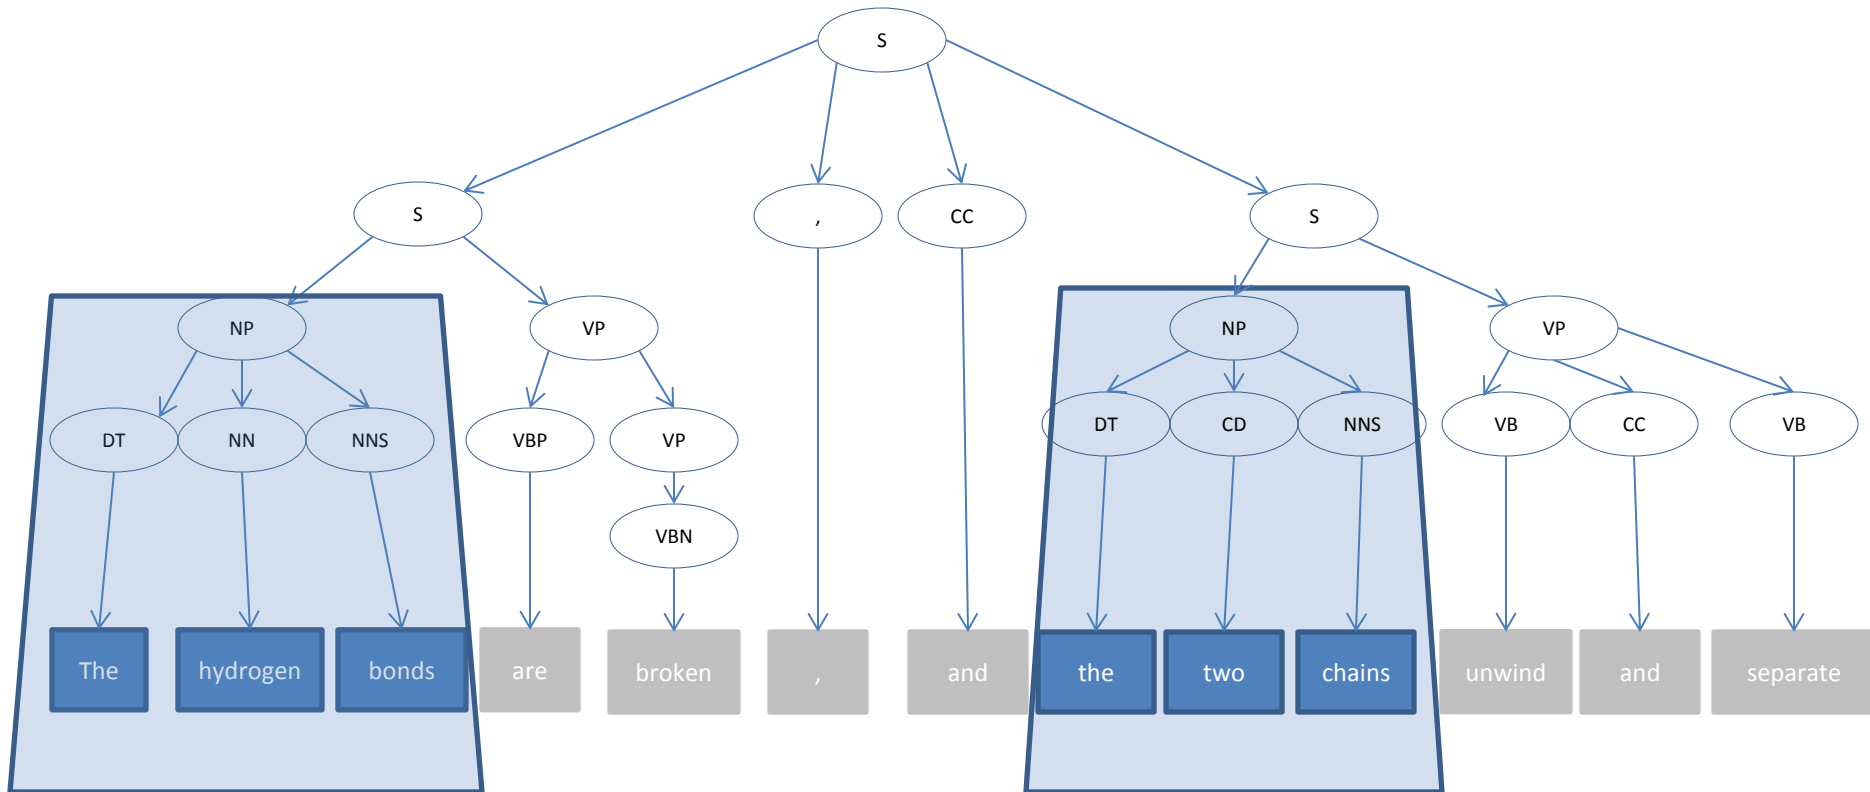 S
S , CC S
NP VP NP VP
DT NN NNS VBP VP DT CD NNS VB CC VB
VBN
The hydrogen bonds are broken , and the two chains unwind and separate